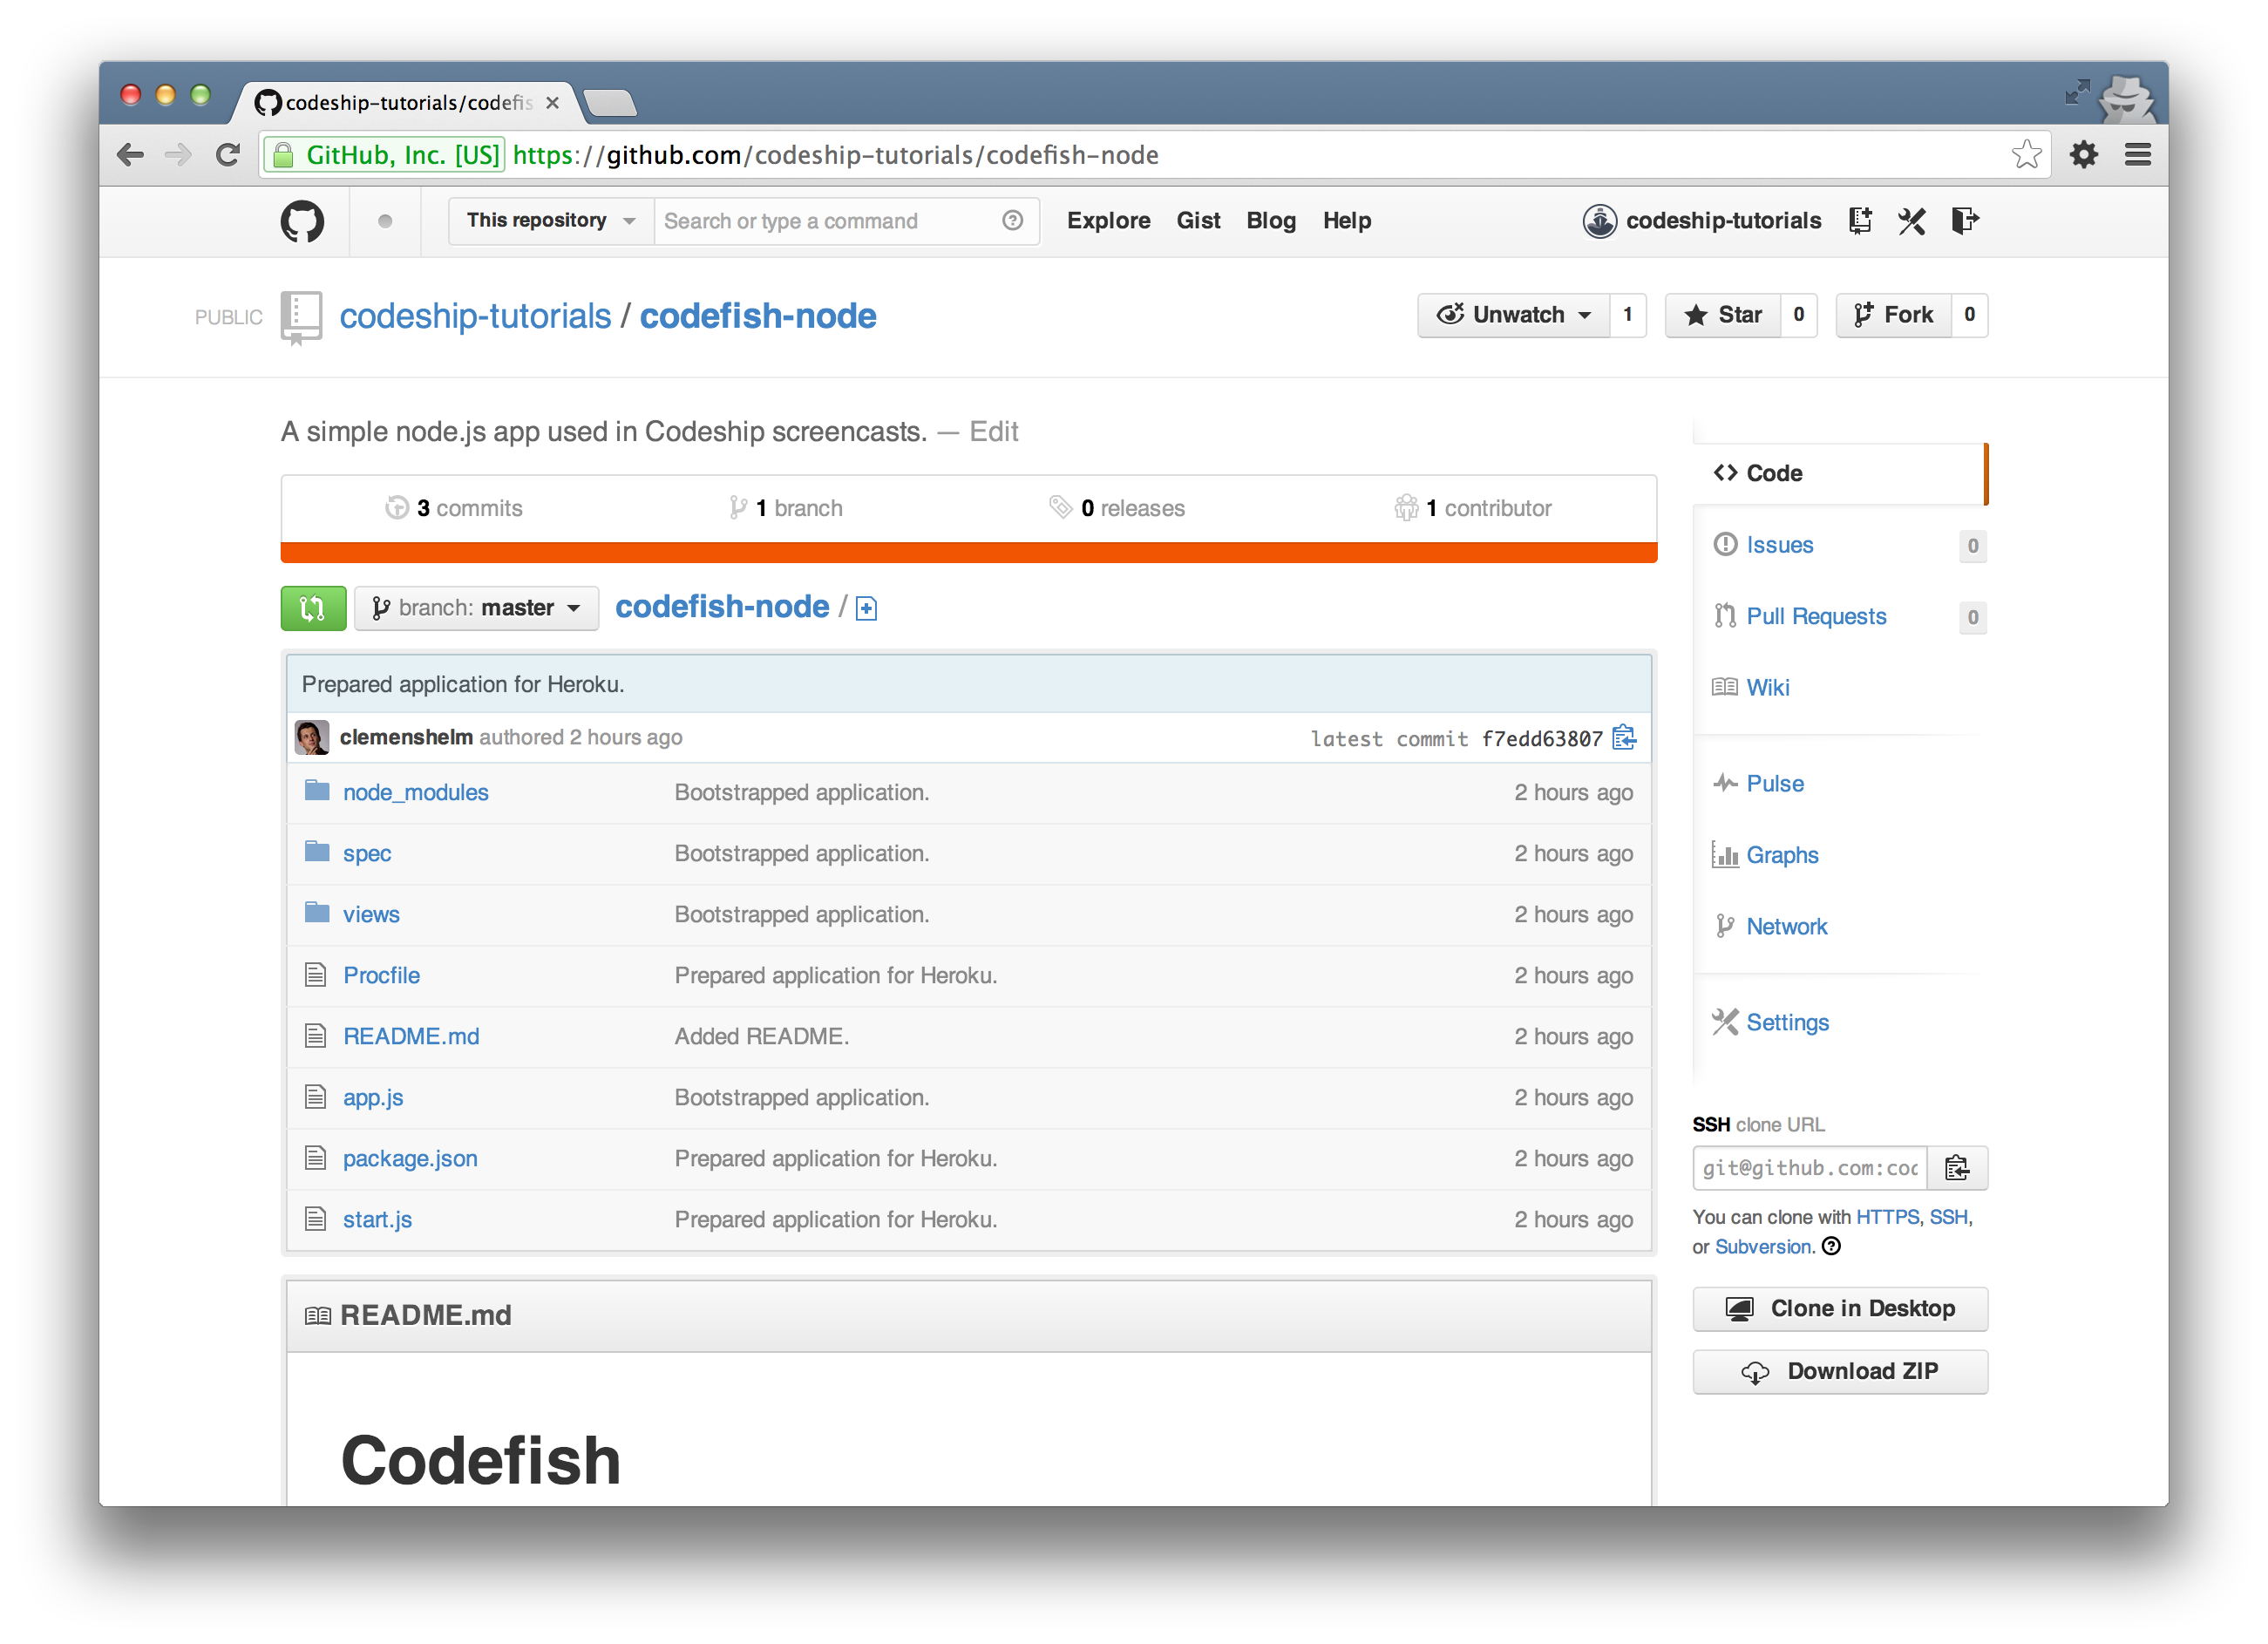 codeship-tutorials/codefis
GitHub, Inc. [US] https://github.com/codeship-tutorials/codefish-node
This repository Search or type a command Explore Gist Blog Help codeship-tutorials
PUBLIC codeship-tutorials / codefish-node Unwatch 1 Star 0 Fork 0
A simple node.js app used in Codeship screencasts. — Edit
3 commits 1 branch 0 releases 1 contributor
branch: master codefish-node /
Prepared application for Heroku.
clemenshelm authored 2 hours ago latest commit f7edd63807
node_modules Bootstrapped application. 2 hours ago
spec Bootstrapped application. 2 hours ago
views Bootstrapped application. 2 hours ago
Procfile Prepared application for Heroku. 2 hours ago
README.md Added README. 2 hours ago
app.js Bootstrapped application. 2 hours ago
package.json Prepared application for Heroku. 2 hours ago
start.js Prepared application for Heroku. 2 hours ago
README.md
Codefish
Code
Issues 0
Pull Requests 0
Wiki
Pulse
Graphs
Network
Settings
SSH clone URL
git@github.com:coc
You can clone with HTTPS, SSH,
or Subversion.
Clone in Desktop
Download ZIP